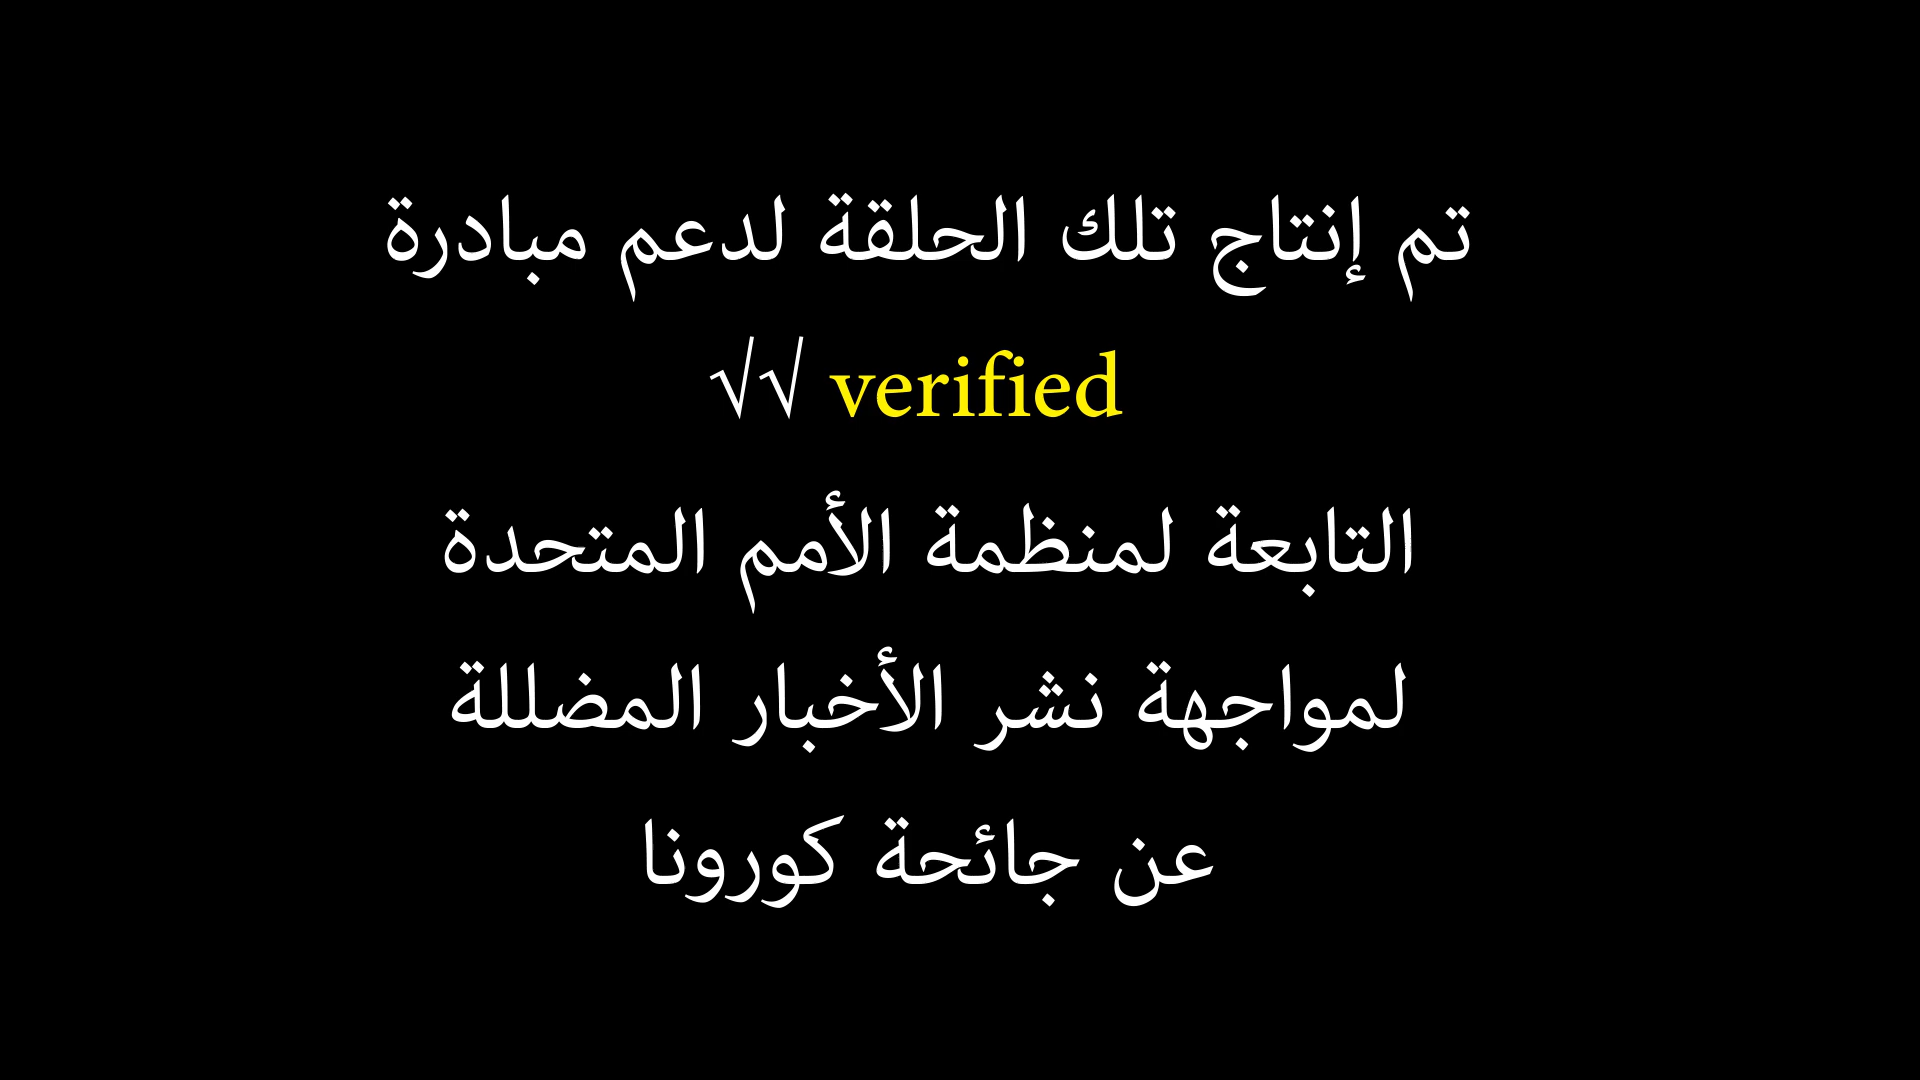 تم إنتاج تلك الحلقة لدعم مبادرة
verified √√
التابعة لمنظمة الأمم المتحدة
لمواجهة نشر الأخبار المضللة
عن جائحة كورونا